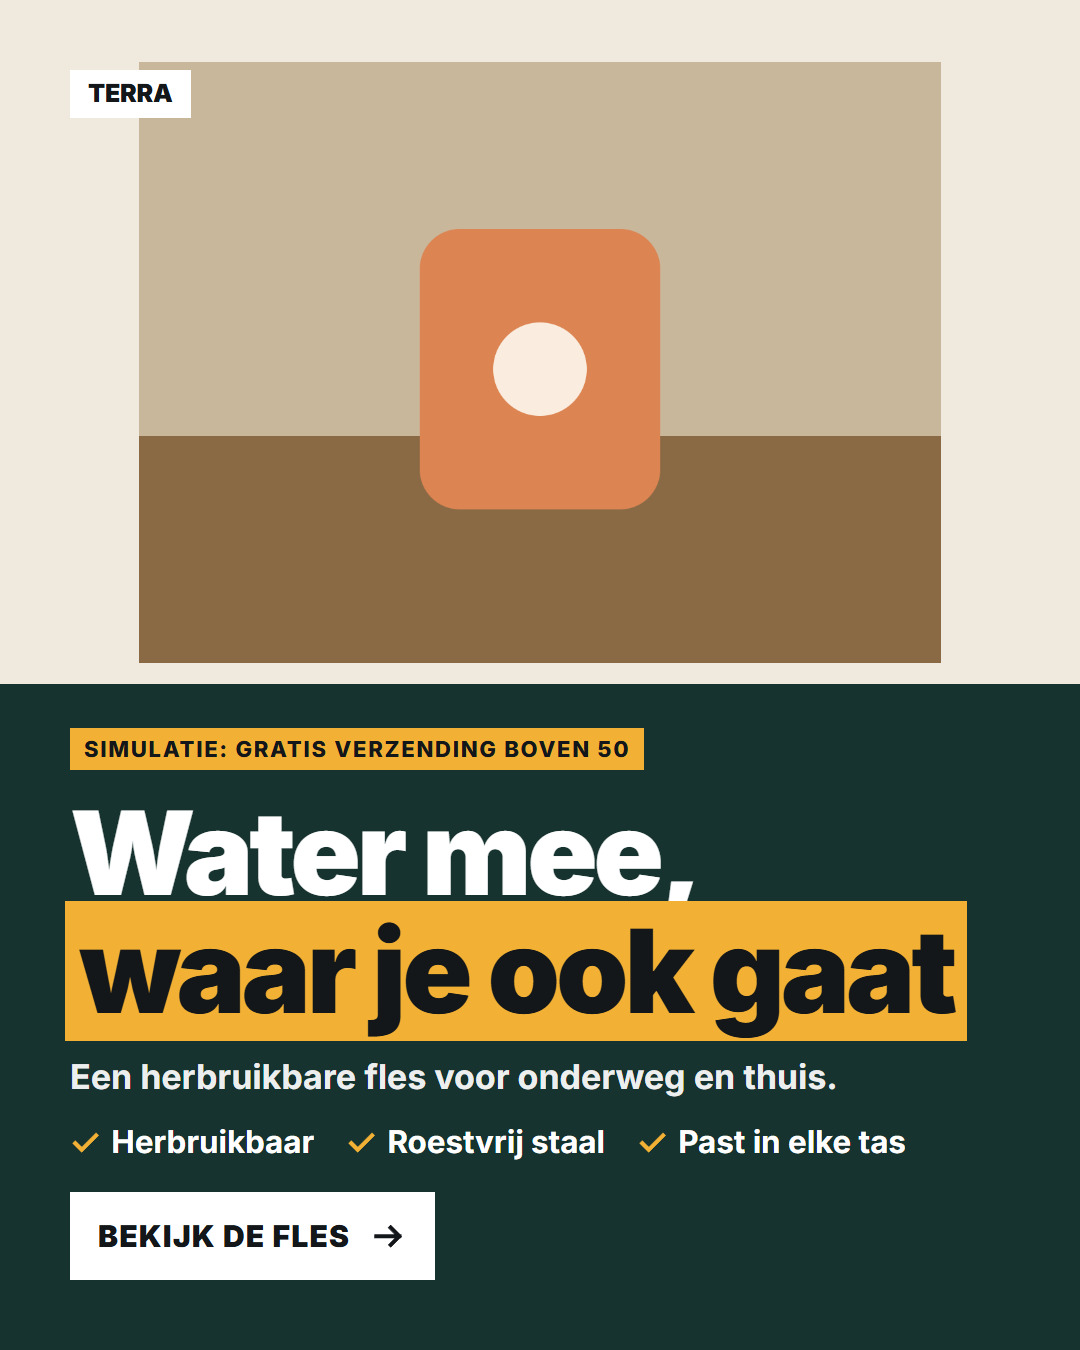 TERRA
SIMULATIE: GRATIS VERZENDING BOVEN 50
Water mee,
waar je ook gaat
Een herbruikbare fles voor onderweg en thuis.
Herbruikbaar Roestvrij staal Past in elke tas
BEKIJK DE FLES →